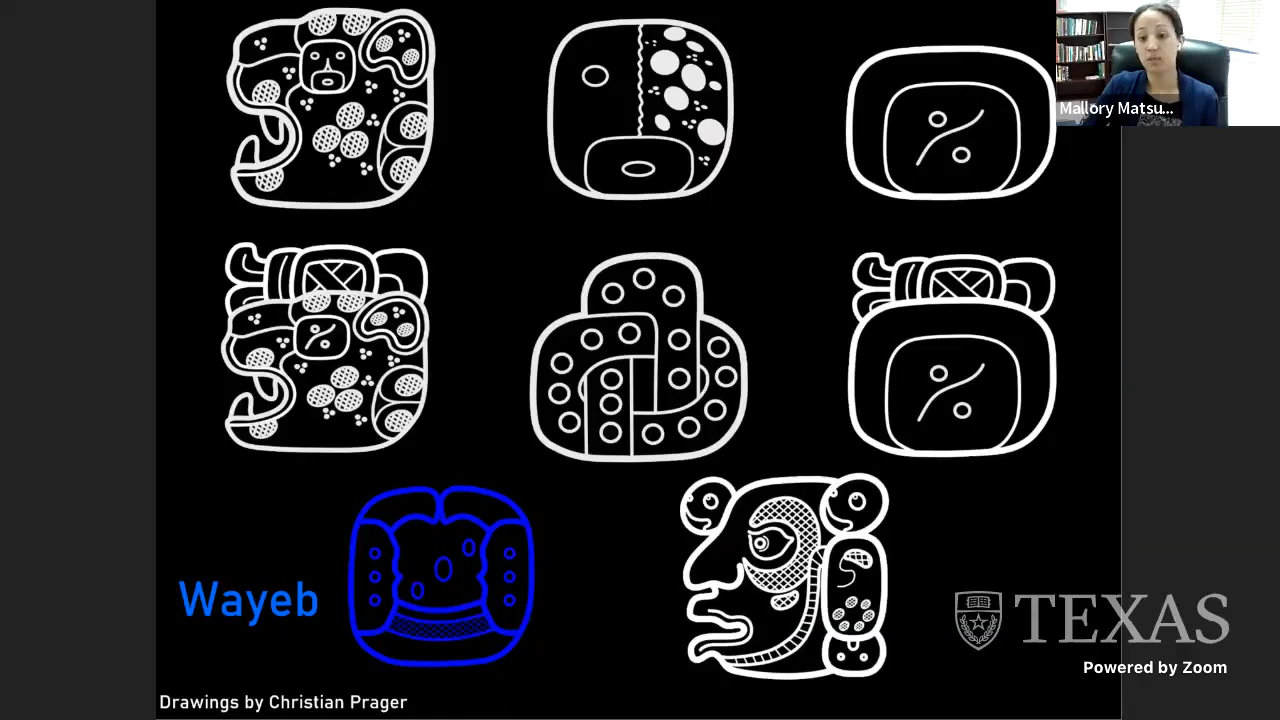 Mallory Matsu...
Wayeb
TEXAS
Powered by Zoom
Drawings by Christian Prager